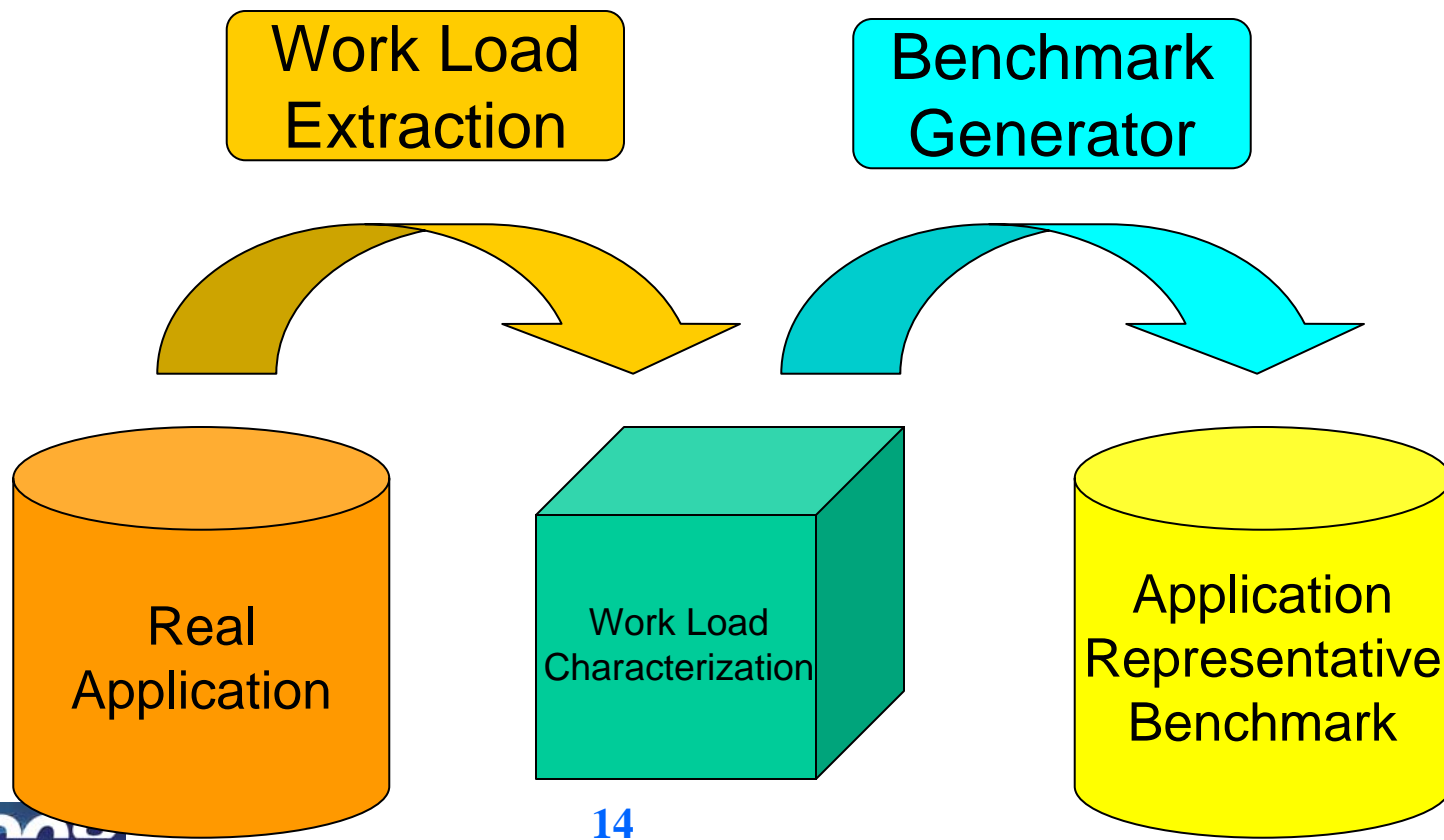 Work Load
Extraction
Benchmark
Generator
Real
Application
Work Load
Characterization
Application
Representative
Benchmark
14